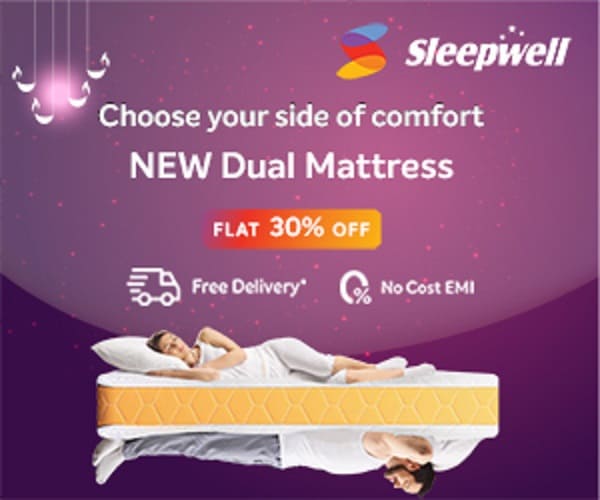 Sleepwell
Choose your side of comfort
NEW Dual Mattress
FLAT 30% OFF
Free Delivery*
% No Cost EMI